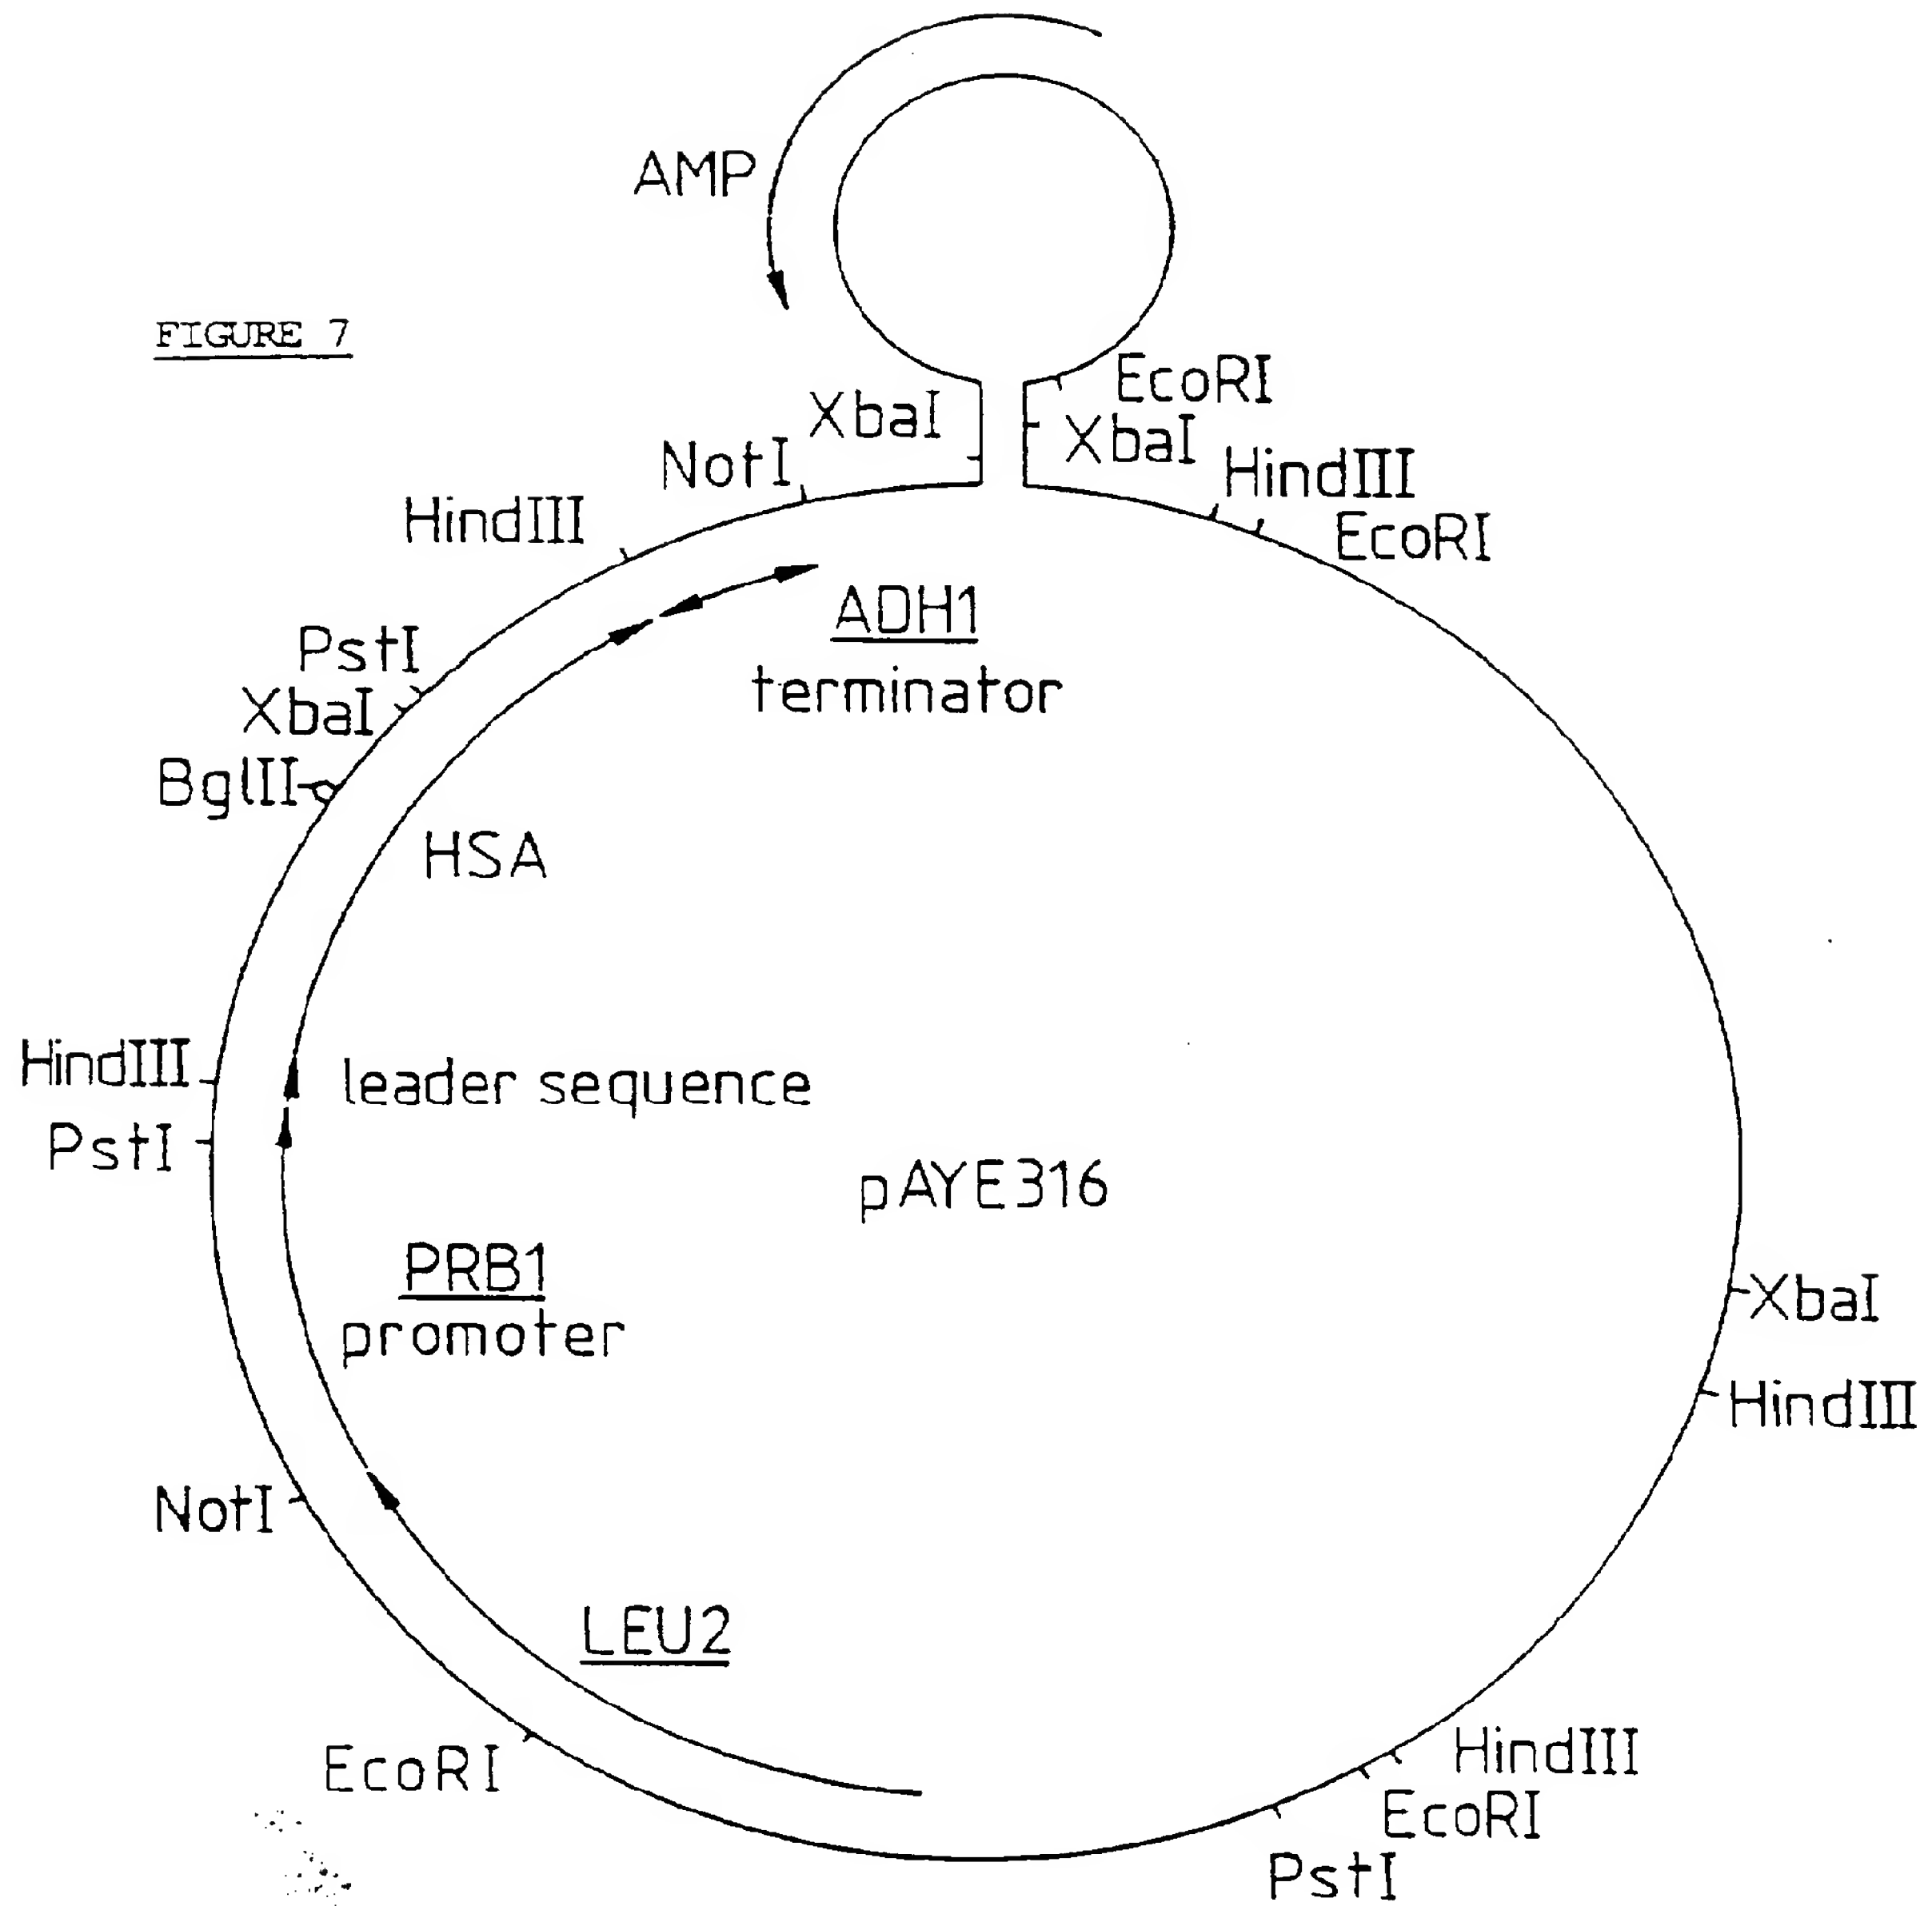 AMP
FIGURE 7
EcoRI
XbaI
XbaI
NotI
HindIII
HindIII
EcoRI
ADH1
terminator
PstI
XbaI
BglII
HSA
HindIII
leader sequence
PstI
pAYE316
PRB1
promoter
XbaI
HindIII
NotI
LEU2
EcoRI
HindIII
EcoRI
PstI